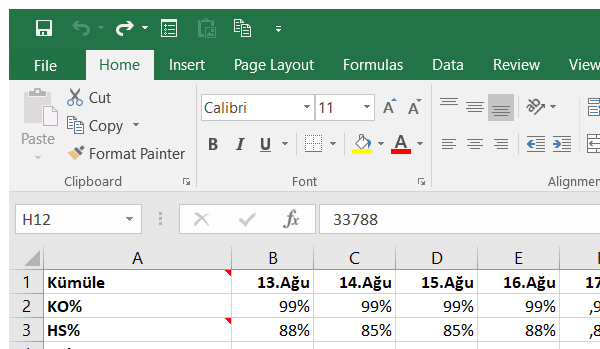 File Home Insert Page Layout Formulas Data Review View
Cut
Calibri 11
Paste
Copy
B I U A
Format Painter
Clipboard Font Alignm
H12 fx 33788
A B C D E
1 Kümüle 13.Ağu 14.Ağu 15.Ağu 16.Ağu 17
2 KO% 99% 99% 99% 99% ,9
3 HS% 88% 85% 85% 88% ,8